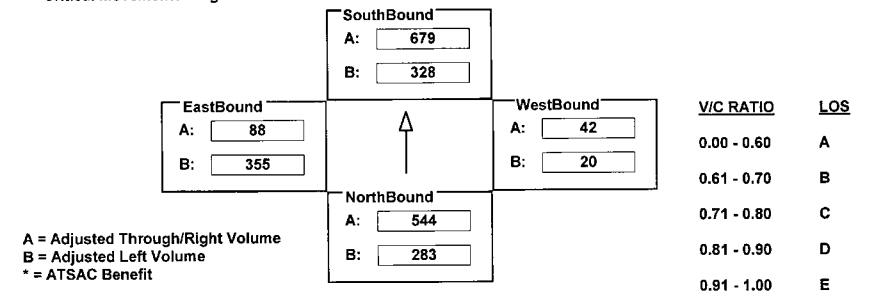 SouthBound
A: 679
B: 328
EastBound
A: 88
B: 355
WestBound
A: 42
B: 20
NorthBound
A: 544
B: 283
A = Adjusted Through/Right Volume
B = Adjusted Left Volume
* = ATSAC Benefit
V/C RATIO LOS
0.00 - 0.60 A
0.61 - 0.70 B
0.71 - 0.80 C
0.81 - 0.90 D
0.91 - 1.00 E